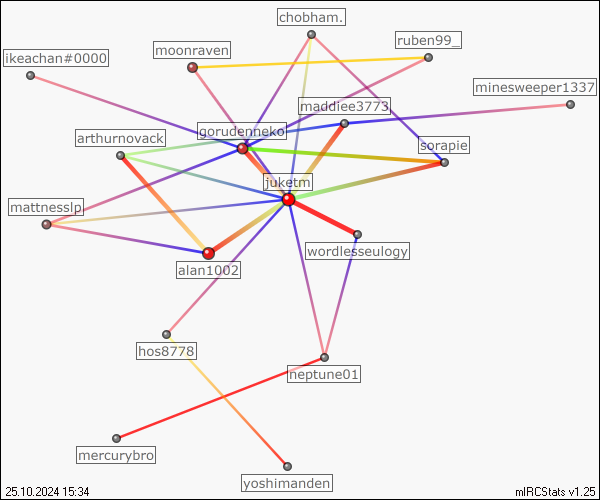 chobham.
moonraven
ruben99_
ikeachan#0000
minesweeper1337
maddiee3773
gorudenneko
arthurnovack
sorapie
juketm
mattnesslp
wordlesseulogy
alan1002
hos8778
neptune01
mercurybro
yoshimanden
25.10.2024 15:34
mIRCStats v1.25